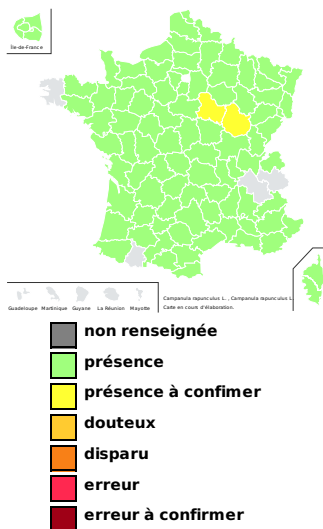 Île-de-France
Guadeloupe Martinique Guyane La Réunion Mayotte
Campanula rapunculus L. , Campanula rapunculus L.
Carte en cours d'élaboration.
non renseignée
présence
présence à confimer
douteux
disparu
erreur
erreur à confirmer